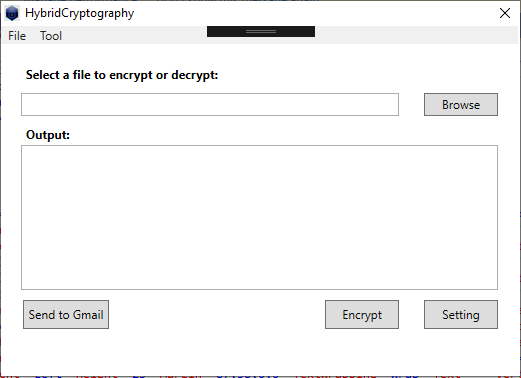 HybridCryptography
File Tool
Select a file to encrypt or decrypt:
Browse
Output:
Send to Gmail Encrypt Setting